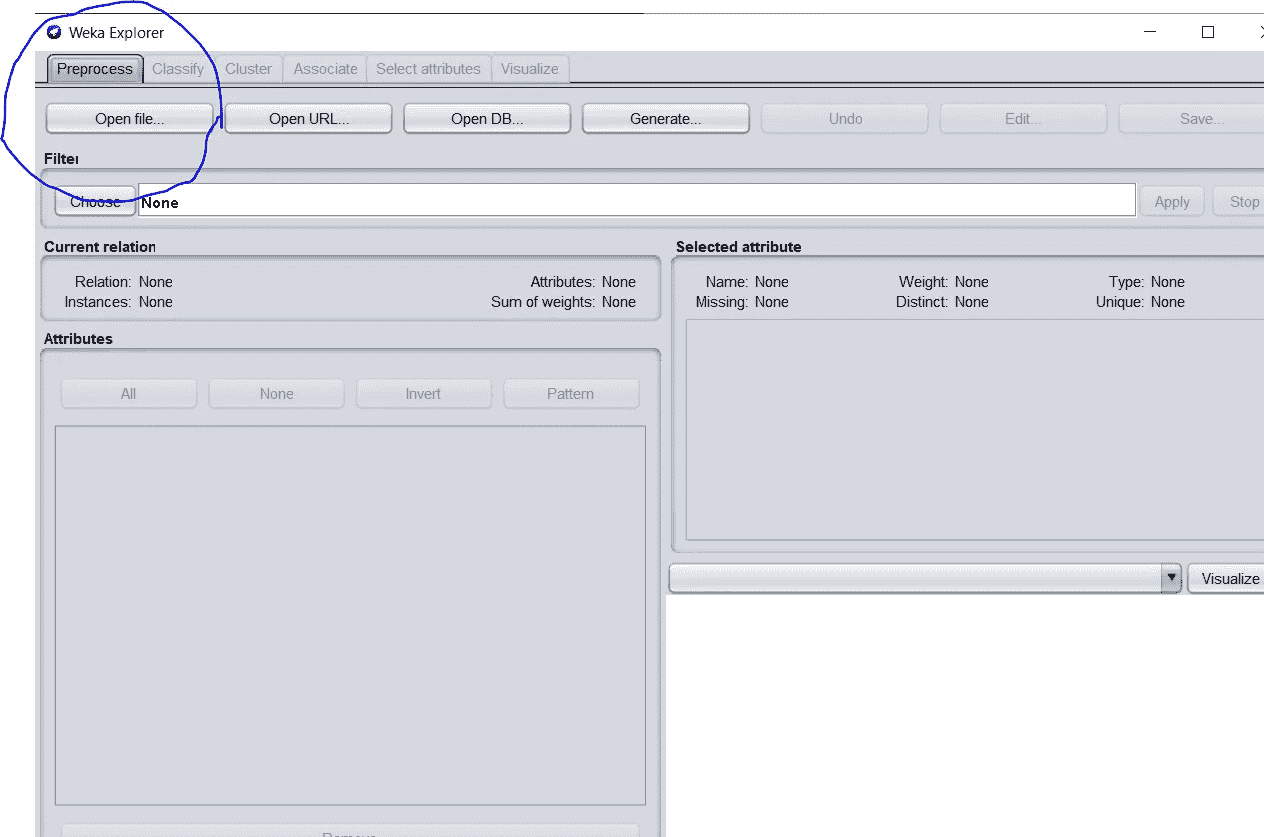 Weka Explorer
Preprocess Classify Cluster Associate Select attributes Visualize
Open file... Open URL... Open DB... Generate... Undo Edit... Save...
Filter
Choose None Apply Stop
Current relation
Relation: None Attributes: None
Instances: None Sum of weights: None
Selected attribute
Name: None Weight: None Type: None
Missing: None Distinct: None Unique: None
Attributes
All None Invert Pattern
Visualize